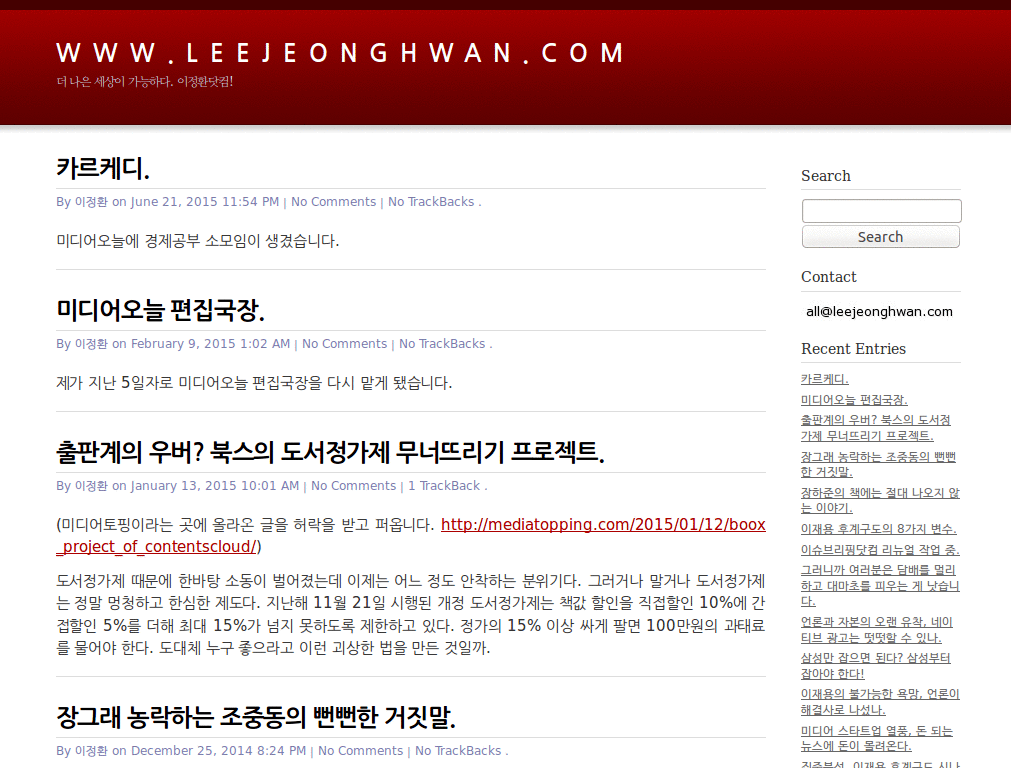 WWW.LEEJEONGHWAN.COM
더 나은 세상이 가능하다. 이정환닷컴!
카르케디.
By 이정환 on June 21, 2015 11:54 PM | No Comments | No TrackBacks .
미디어오늘에 경제공부 소모임이 생겼습니다.
미디어오늘 편집국장.
By 이정환 on February 9, 2015 1:02 AM | No Comments | No TrackBacks .
제가 지난 5일자로 미디어오늘 편집국장을 다시 맡게 됐습니다.
출판계의 우버? 북스의 도서정가제 무너뜨리기 프로젝트.
By 이정환 on January 13, 2015 10:01 AM | No Comments | 1 TrackBack .
(미디어토핑이라는 곳에 올라온 글을 허락을 받고 퍼옵니다. http://mediatopping.com/2015/01/12/boox
_project_of_contentscloud/)
도서정가제 때문에 한바탕 소동이 벌어졌는데 이제는 어느 정도 안착하는 분위기다. 그러거나 말거나 도서정가제
는 정말 멍청하고 한심한 제도다. 지난해 11월 21일 시행된 개정 도서정가제는 책값 할인을 직접할인 10%에 간
접할인 5%를 더해 최대 15%가 넘지 못하도록 제한하고 있다. 정가의 15% 이상 싸게 팔면 100만원의 과태료
를 물어야 한다. 도대체 누구 좋으라고 이런 괴상한 법을 만든 것일까.
장그래 농락하는 조중동의 뻔뻔한 거짓말.
By 이정환 on December 25, 2014 8:24 PM | No Comments | No TrackBacks .
Search
Search
Contact
all@leejeonghwan.com
Recent Entries
카르케디.
미디어오늘 편집국장.
출판계의 우버? 북스의 도서정
가제 무너뜨리기 프로젝트.
장그래 농락하는 조중동의 뻔뻔
한 거짓말.
장하준의 책에는 절대 나오지 않
는 이야기.
이재용 후계구도의 8가지 변수.
이슈브리핑닷컴 리뉴얼 작업 중.
그러니까 여러분은 담배를 멀리
하고 대마초를 피우는 게 낫습니
다.
언론과 자본의 오랜 유착, 네이
티브 광고는 떳떳할 수 있나.
삼성만 잡으면 된다? 삼성부터
잡아야 한다!
이재용의 불가능한 욕망, 언론이
해결사로 나섰나.
미디어 스타트업 열풍, 돈 되는
뉴스에 돈이 몰려온다.